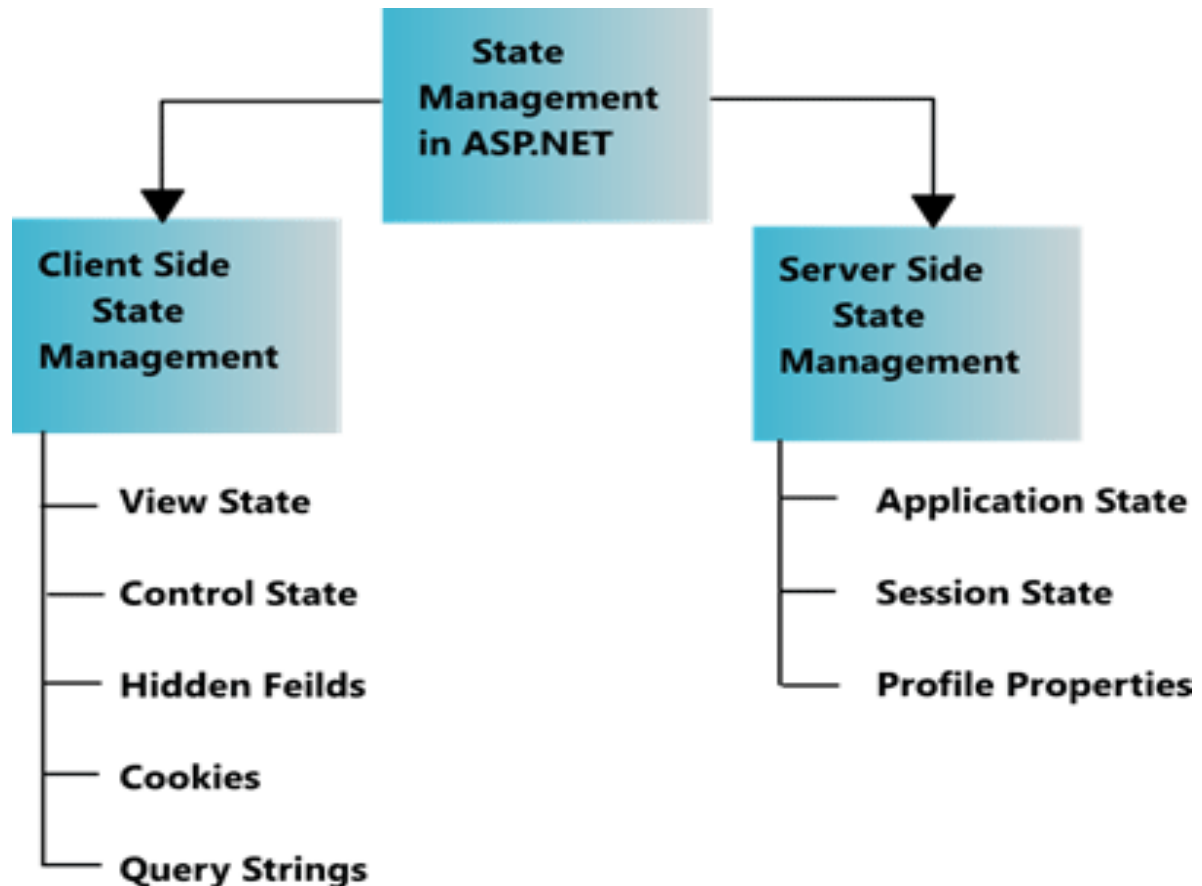 State
Management
in ASP.NET
Client Side
State
Management
View State
Control State
Hidden Feilds
Cookies
Query Strings
Server Side
State
Management
Application State
Session State
Profile Properties